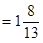 = 1 8/13